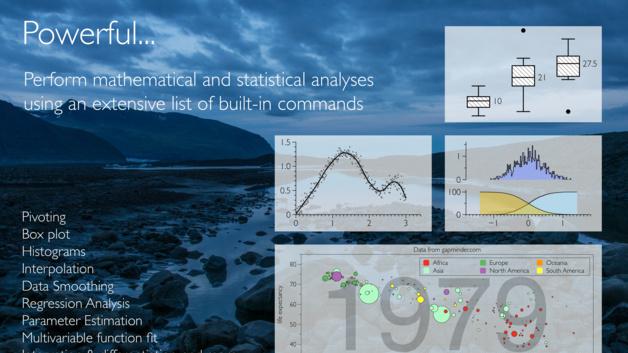 Powerful...
Perform mathematical and statistical analyses
using an extensive list of built-in commands
10
21
27.5
1.5
1.0
0.5
0
0
1
2
3
1
0
100
0
−1
0
1
Pivoting
Box plot
Histograms
Interpolation
Data Smoothing
Regression Analysis
Parameter Estimation
Multivariable function fit
Data from gapminder.com
Africa
Europe
Oceania
Asia
North America
South America
life expectancy
80
70
60
50
40
1979